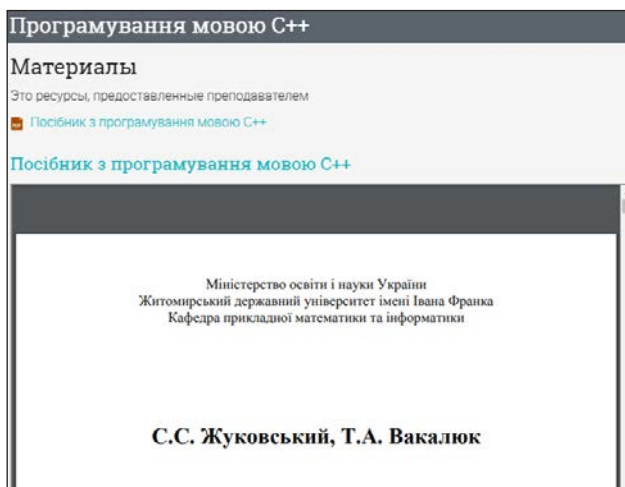 Програмування мовою C++
Материалы
Это ресурсы, предоставленные преподавателем
Посібник з програмування мовою C++
Посібник з програмування мовою C++
Міністерство освіти і науки України
Житомирський державний університет імені Івана Франка
Кафедра прикладної математики та інформатики
С.С. Жуковський, Т.А. Вакалюк